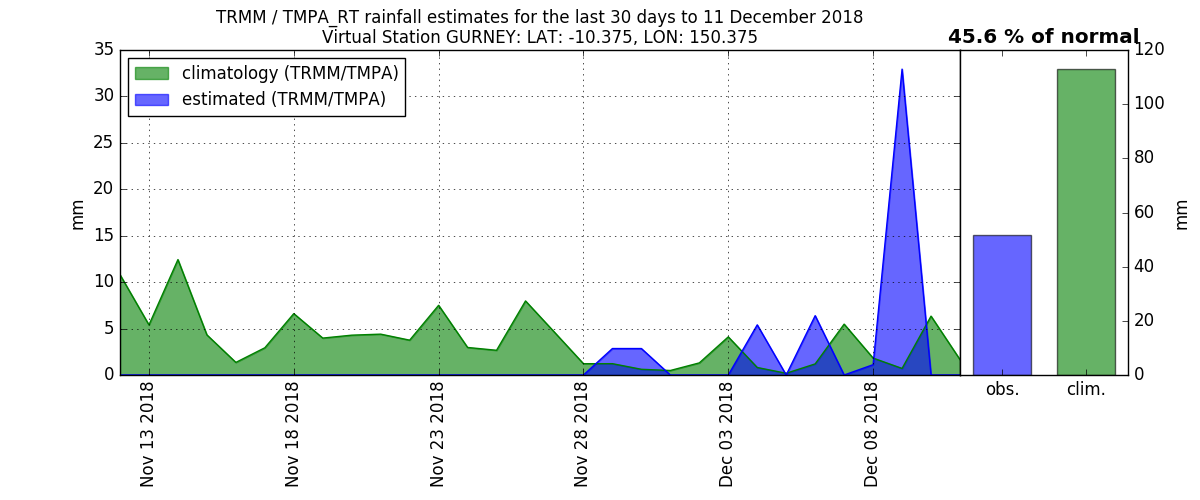 TRMM / TMPA_RT rainfall estimates for the last 30 days to 11 December 2018
Virtual Station GURNEY: LAT: -10.375, LON: 150.375
45.6 % of normal
climatology (TRMM/TMPA)
estimated (TRMM/TMPA)
35
30
25
20
15
10
5
0
mm
Nov 13 2018
Nov 18 2018
Nov 23 2018
Nov 28 2018
Dec 03 2018
Dec 08 2018
obs.
clim.
120
100
80
60
40
20
0
mm